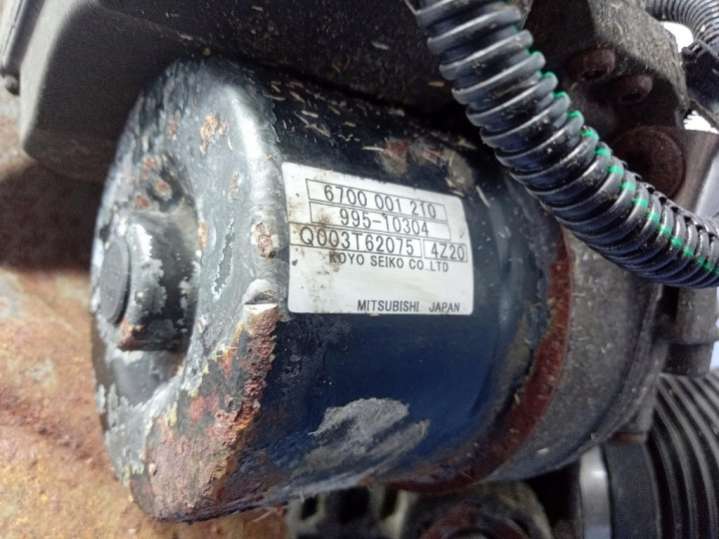 6700 001 210
995-10304
Q003T62075 4Z20
KOYO SEIKO CO.,LTD
MITSUBISHI JAPAN